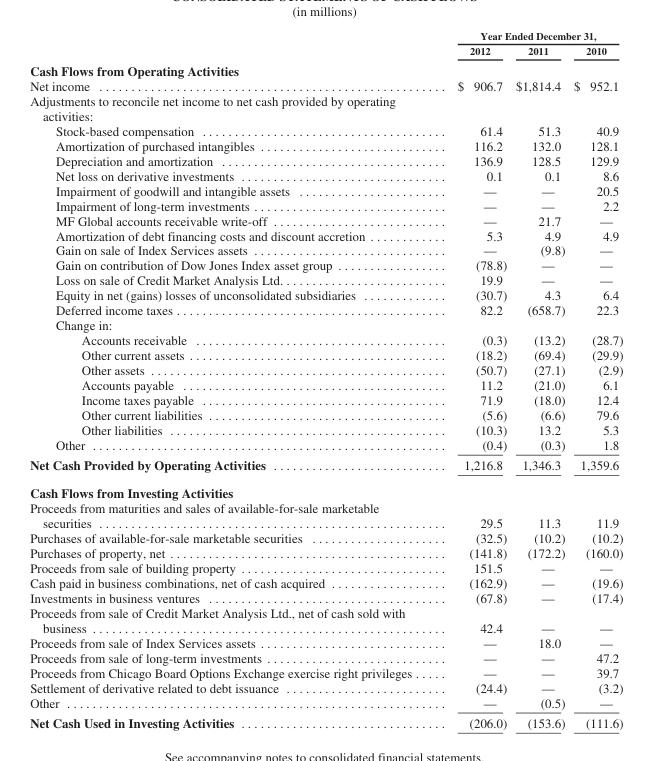 (in millions)
Year Ended December 31,
2012 2011 2010
Cash Flows from Operating Activities
Net income $ 906.7 $1,814.4 $ 952.1
Adjustments to reconcile net income to net cash provided by operating
activities:
Stock-based compensation 61.4 51.3 40.9
Amortization of purchased intangibles 116.2 132.0 128.1
Depreciation and amortization 136.9 128.5 129.9
Net loss on derivative investments 0.1 0.1 8.6
Impairment of goodwill and intangible assets — — 20.5
Impairment of long-term investments — — 2.2
MF Global accounts receivable write-off — 21.7 —
Amortization of debt financing costs and discount accretion 5.3 4.9 4.9
Gain on sale of Index Services assets — (9.8) —
Gain on contribution of Dow Jones Index asset group (78.8) — —
Loss on sale of Credit Market Analysis Ltd. 19.9 — —
Equity in net (gains) losses of unconsolidated subsidiaries (30.7) 4.3 6.4
Deferred income taxes 82.2 (658.7) 22.3
Change in:
Accounts receivable (0.3) (13.2) (28.7)
Other current assets (18.2) (69.4) (29.9)
Other assets (50.7) (27.1) (2.9)
Accounts payable 11.2 (21.0) 6.1
Income taxes payable 71.9 (18.0) 12.4
Other current liabilities (5.6) (6.6) 79.6
Other liabilities (10.3) 13.2 5.3
Other (0.4) (0.3) 1.8
Net Cash Provided by Operating Activities 1,216.8 1,346.3 1,359.6
Cash Flows from Investing Activities
Proceeds from maturities and sales of available-for-sale marketable
securities 29.5 11.3 11.9
Purchases of available-for-sale marketable securities (32.5) (10.2) (10.2)
Purchases of property, net (141.8) (172.2) (160.0)
Proceeds from sale of building property 151.5 — —
Cash paid in business combinations, net of cash acquired (162.9) — (19.6)
Investments in business ventures (67.8) — (17.4)
Proceeds from sale of Credit Market Analysis Ltd., net of cash sold with
business 42.4 — —
Proceeds from sale of Index Services assets — 18.0 —
Proceeds from sale of long-term investments — — 47.2
Proceeds from Chicago Board Options Exchange exercise right privileges — — 39.7
Settlement of derivative related to debt issuance (24.4) — (3.2)
Other — (0.5) —
Net Cash Used in Investing Activities (206.0) (153.6) (111.6)
See accompanying notes to consolidated financial statements.